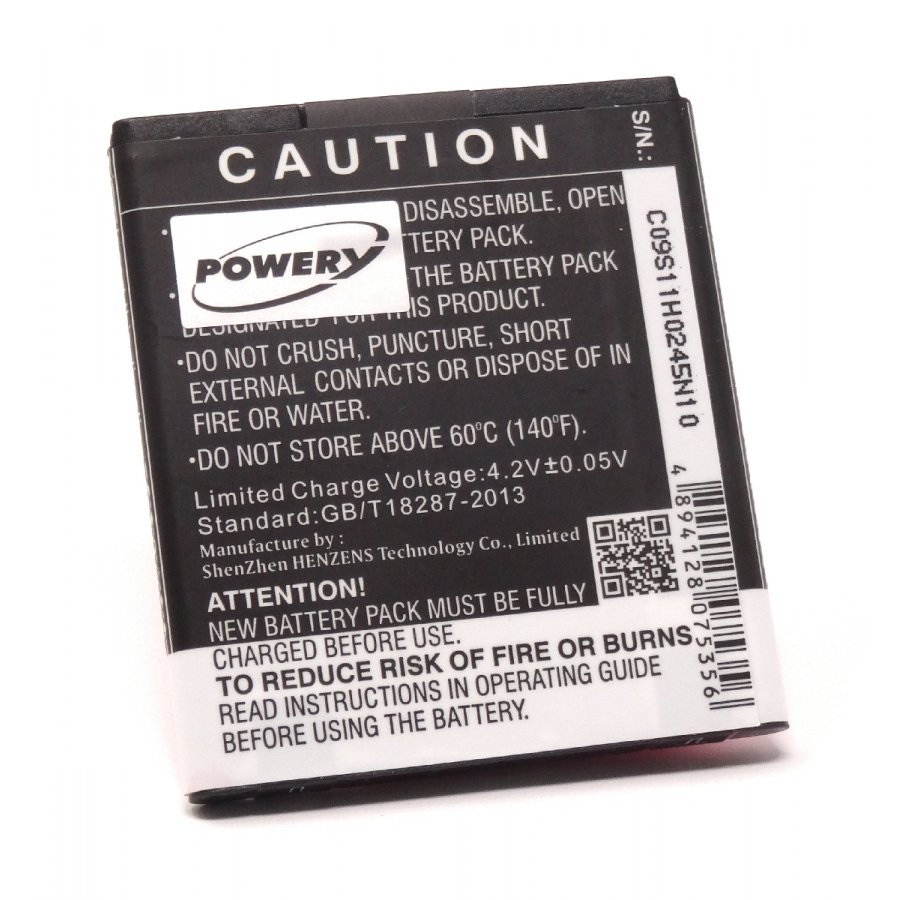 CAUTION
DISASSEMBLE, OPEN
TERY PACK.
THE BATTERY PACK
DESIGNATED FOR THIS PRODUCT.
POWERY
•DO NOT CRUSH, PUNCTURE, SHORT
EXTERNAL CONTACTS OR DISPOSE OF IN
FIRE OR WATER.
•DO NOT STORE ABOVE 60°C (140°F).
Limited Charge Voltage:4.2V±0.05V
Standard:GB/T18287-2013
Manufacture by :
ShenZhen HENZENS Technology Co., Limited
ATTENTION!
NEW BATTERY PACK MUST BE FULLY
CHARGED BEFORE USE.
TO REDUCE RISK OF FIRE OR BURNS
READ INSTRUCTIONS IN OPERATING GUIDE
BEFORE USING THE BATTERY.
S/N.:
C09S11H0245N10
4 894128 075356